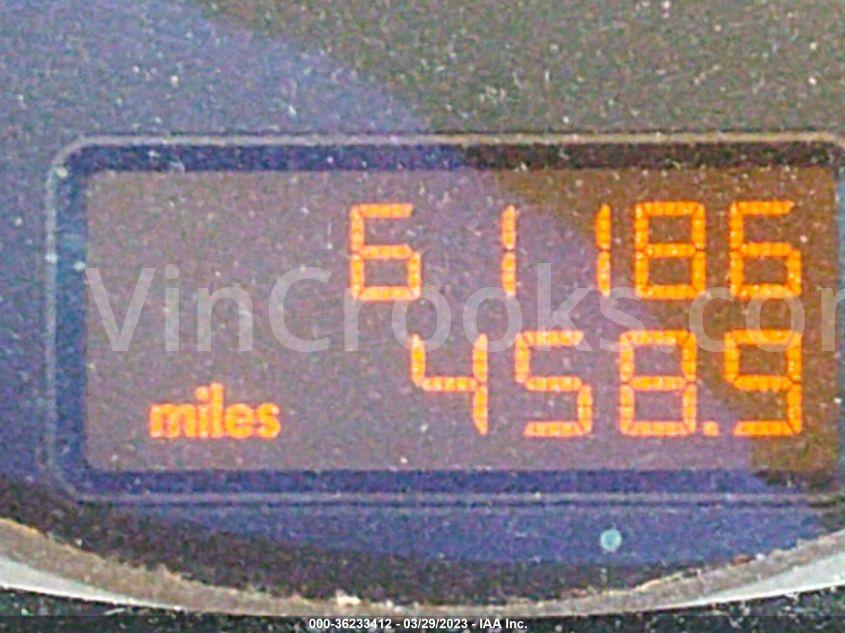 61186
VinCrooks.com
458.9
miles
000-36233412 - 03/29/2023 - IAA Inc.